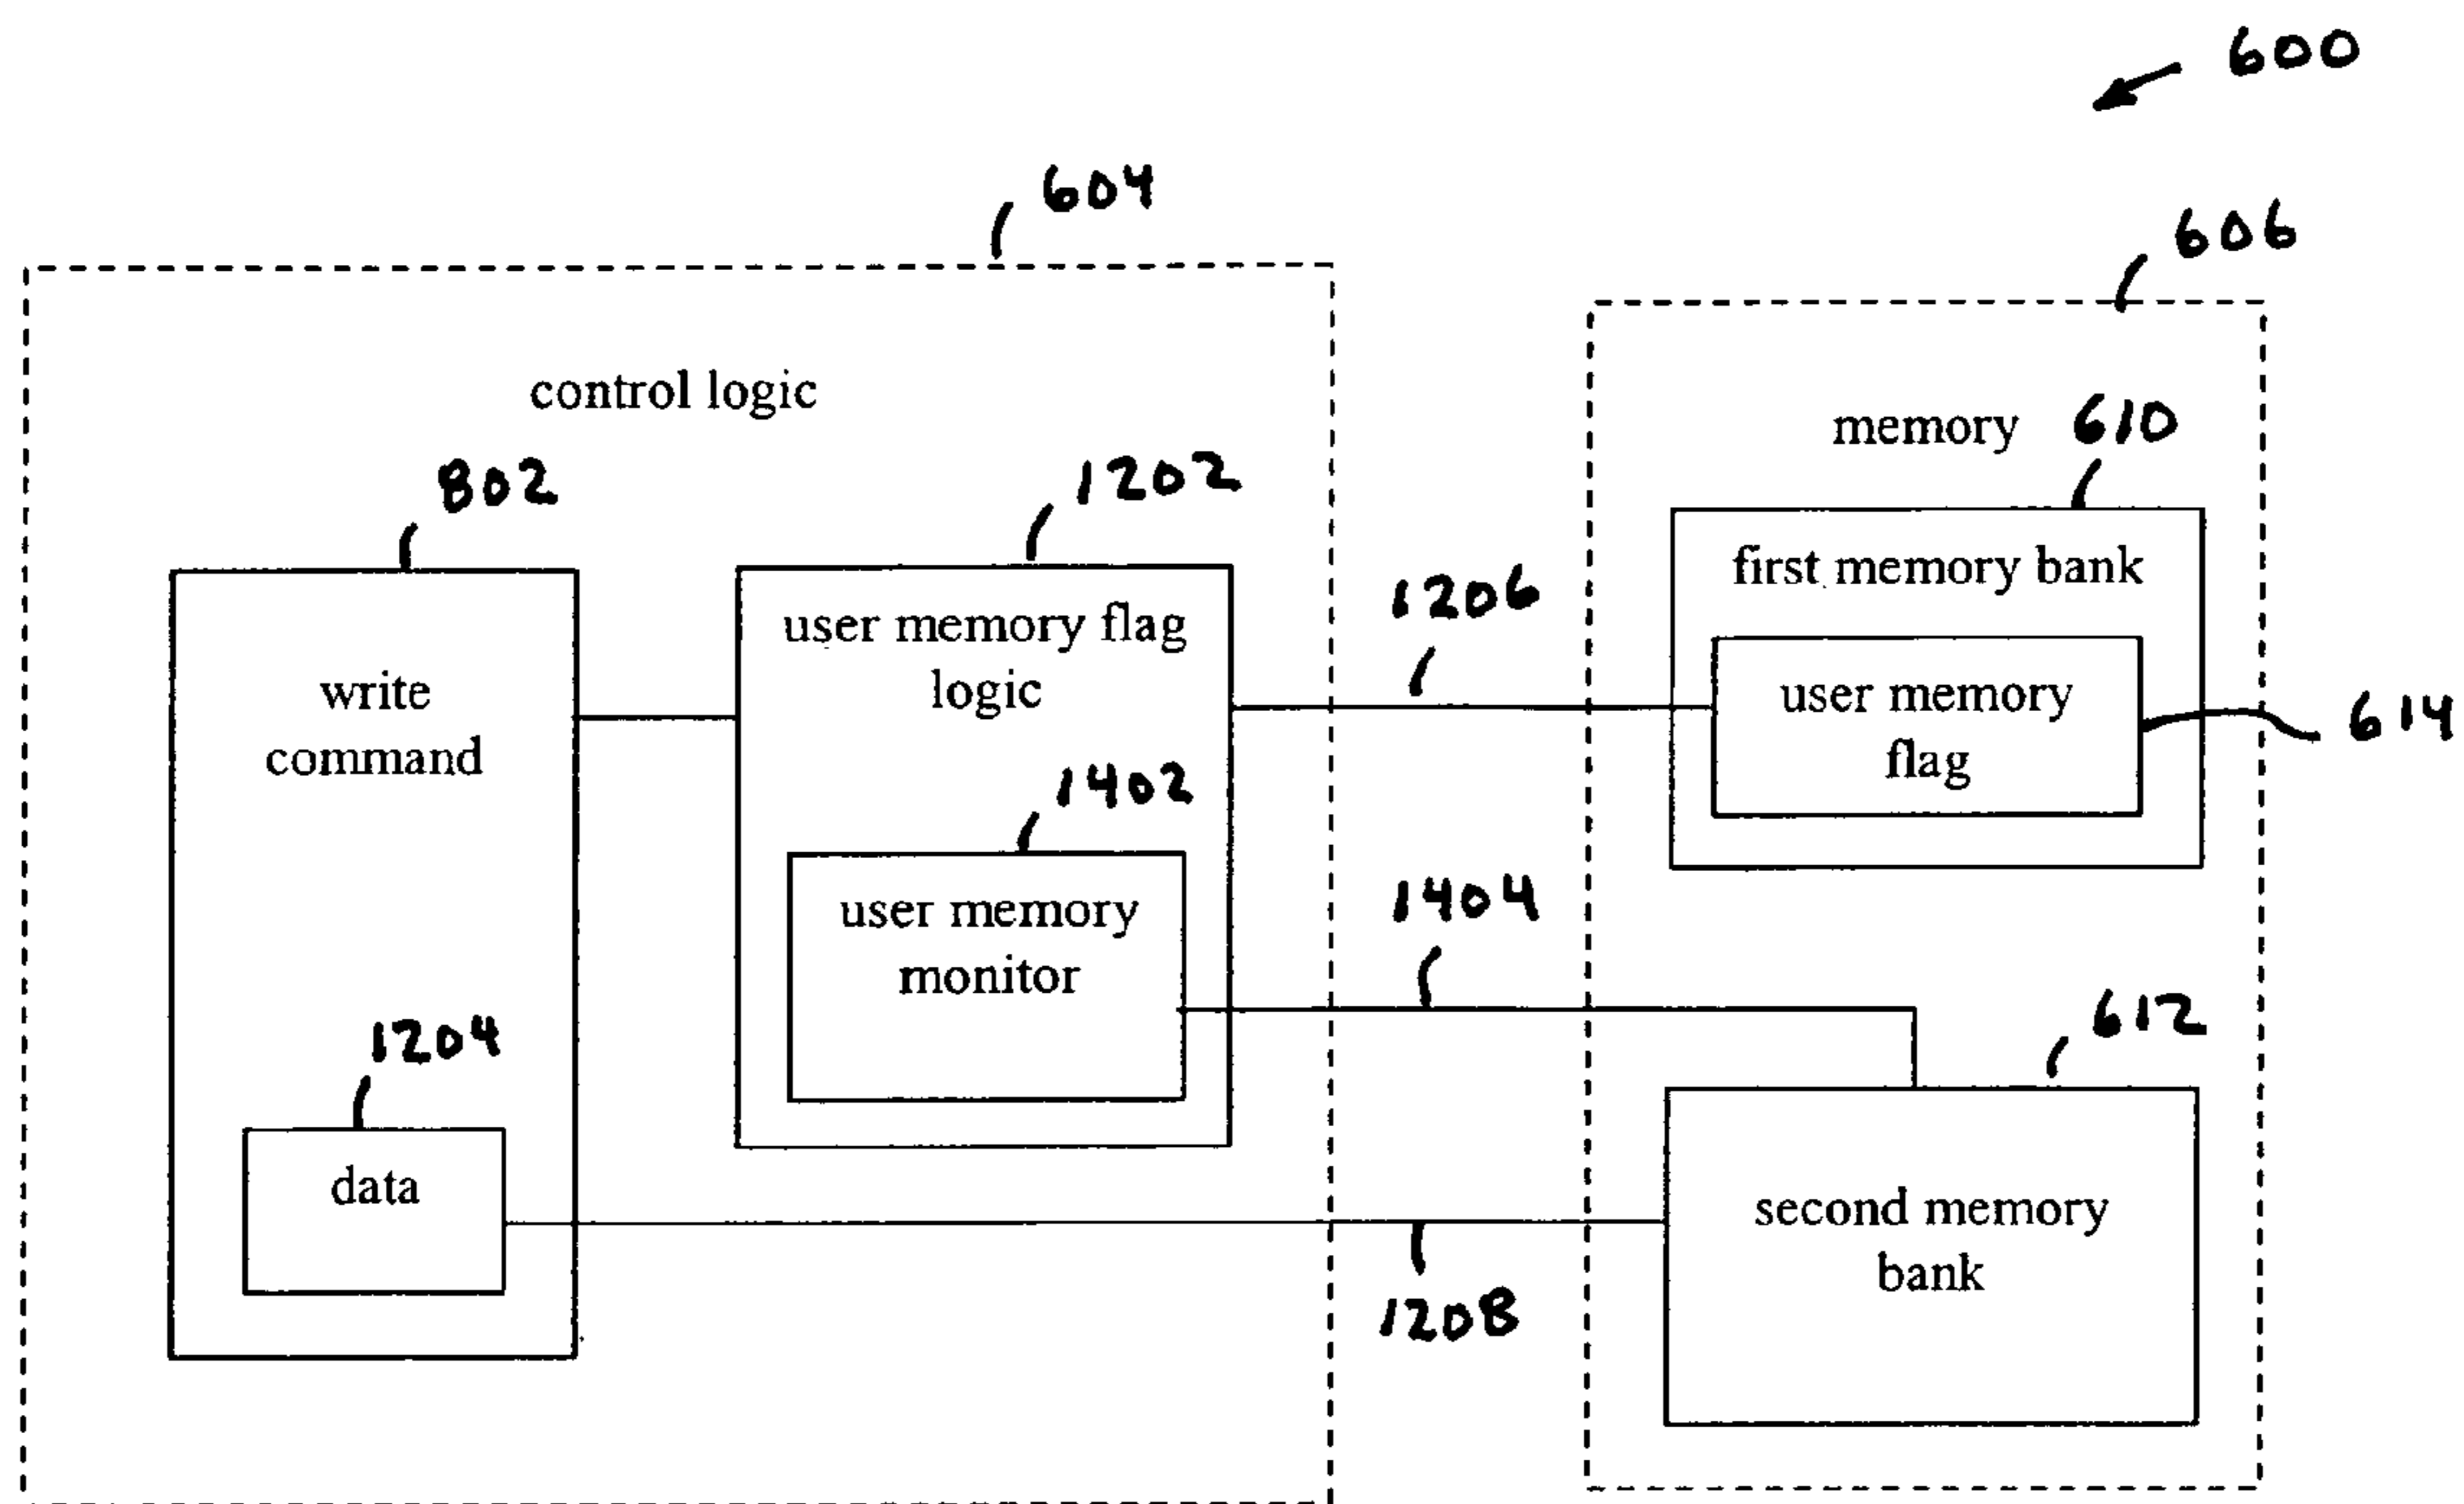 600
604
606
control logic
memory 610
802
1202
first memory bank
1206
user memory flag
logic
write
command
user memory
flag
614
1402
user memory
monitor
1404
612
1204
data
second memory
bank
1208